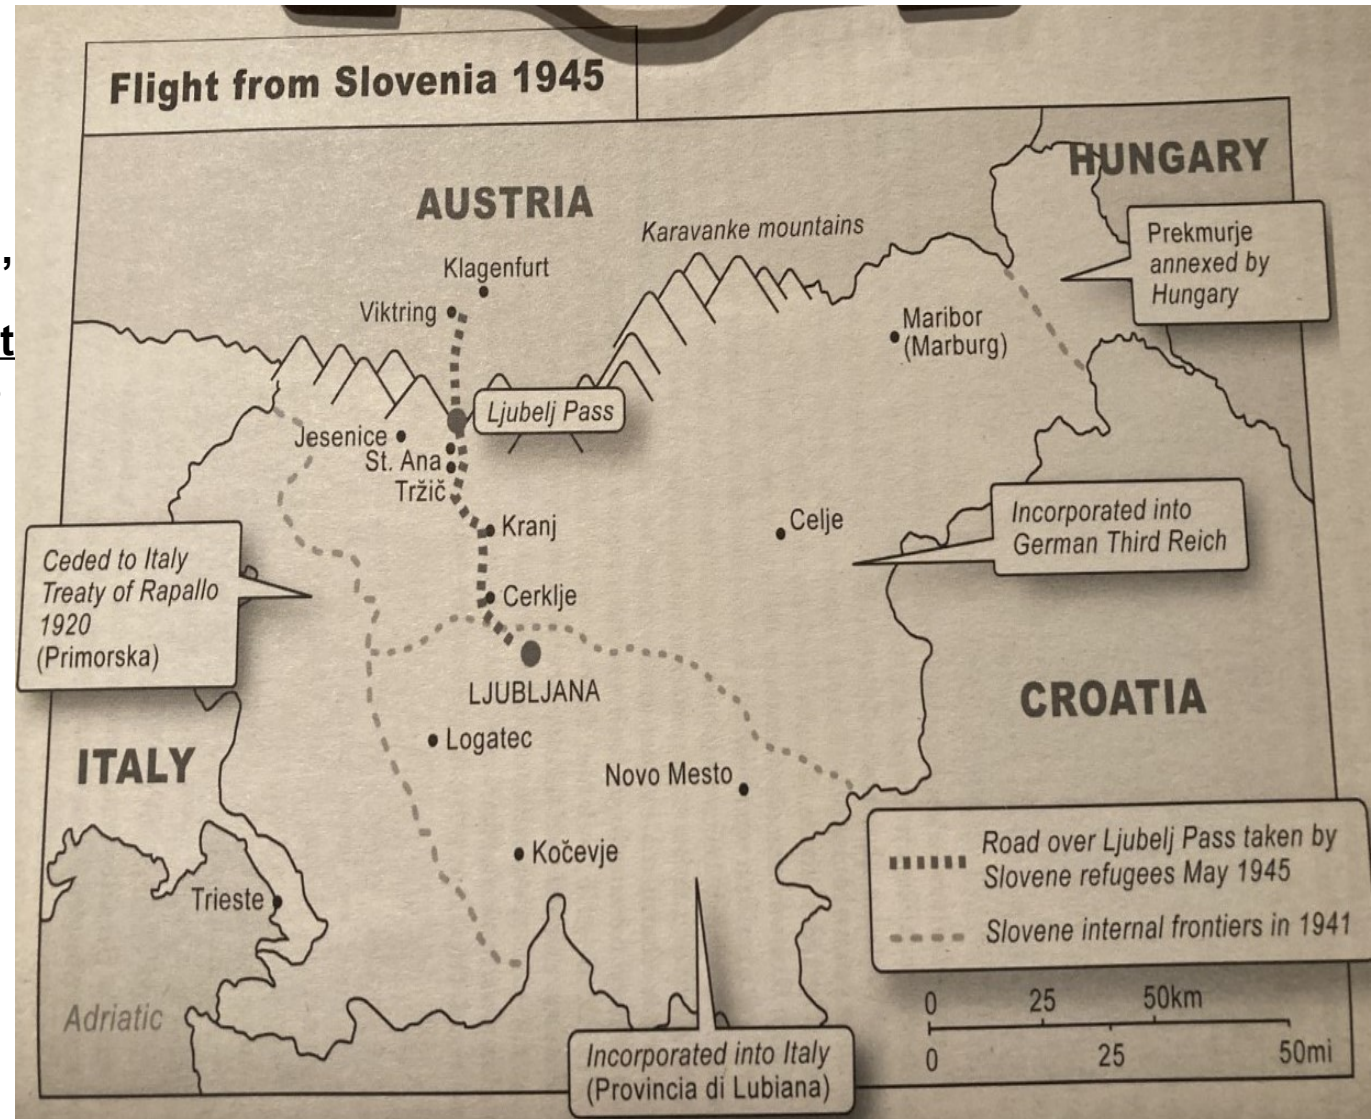 Flight from Slovenia 1945
HUNGARY
AUSTRIA
Karavanke mountains
Prekmurje
annexed by
Hungary
,
Klagenfurt
Viktring
Maribor
(Marburg)
t
Ljubelj Pass
Jesenice
St. Ana
Tržič
Kranj
Celje
Incorporated into
German Third Reich
Ceded to Italy
Treaty of Rapallo
1920
(Primorska)
Cerklje
LJUBLJANA
CROATIA
Logatec
ITALY
Novo Mesto
Road over Ljubelj Pass taken by
Slovene refugees May 1945
Kočevje
Trieste
Slovene internal frontiers in 1941
Adriatic
0 25 50km
0 25 50mi
Incorporated into Italy
(Provincia di Lubiana)